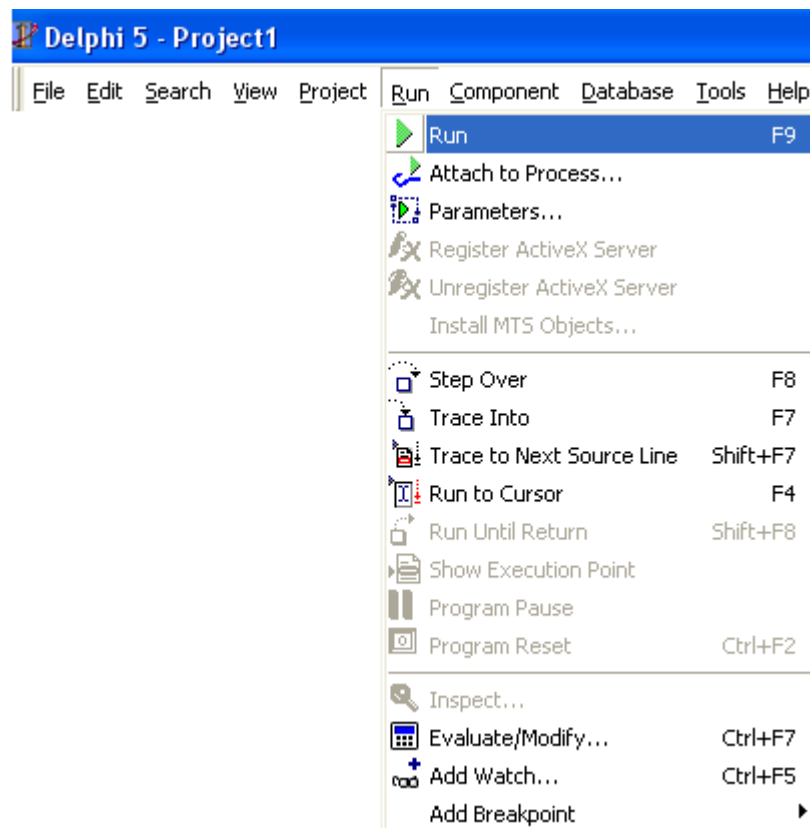 Delphi 5 - Project1
File Edit Search View Project Run Component Database Tools Help
Run F9
Attach to Process...
Parameters...
Register ActiveX Server
Unregister ActiveX Server
Install MTS Objects...
Step Over F8
Trace Into F7
Trace to Next Source Line Shift+F7
Run to Cursor F4
Run Until Return Shift+F8
Show Execution Point
Program Pause
Program Reset Ctrl+F2
Inspect...
Evaluate/Modify... Ctrl+F7
Add Watch... Ctrl+F5
Add Breakpoint